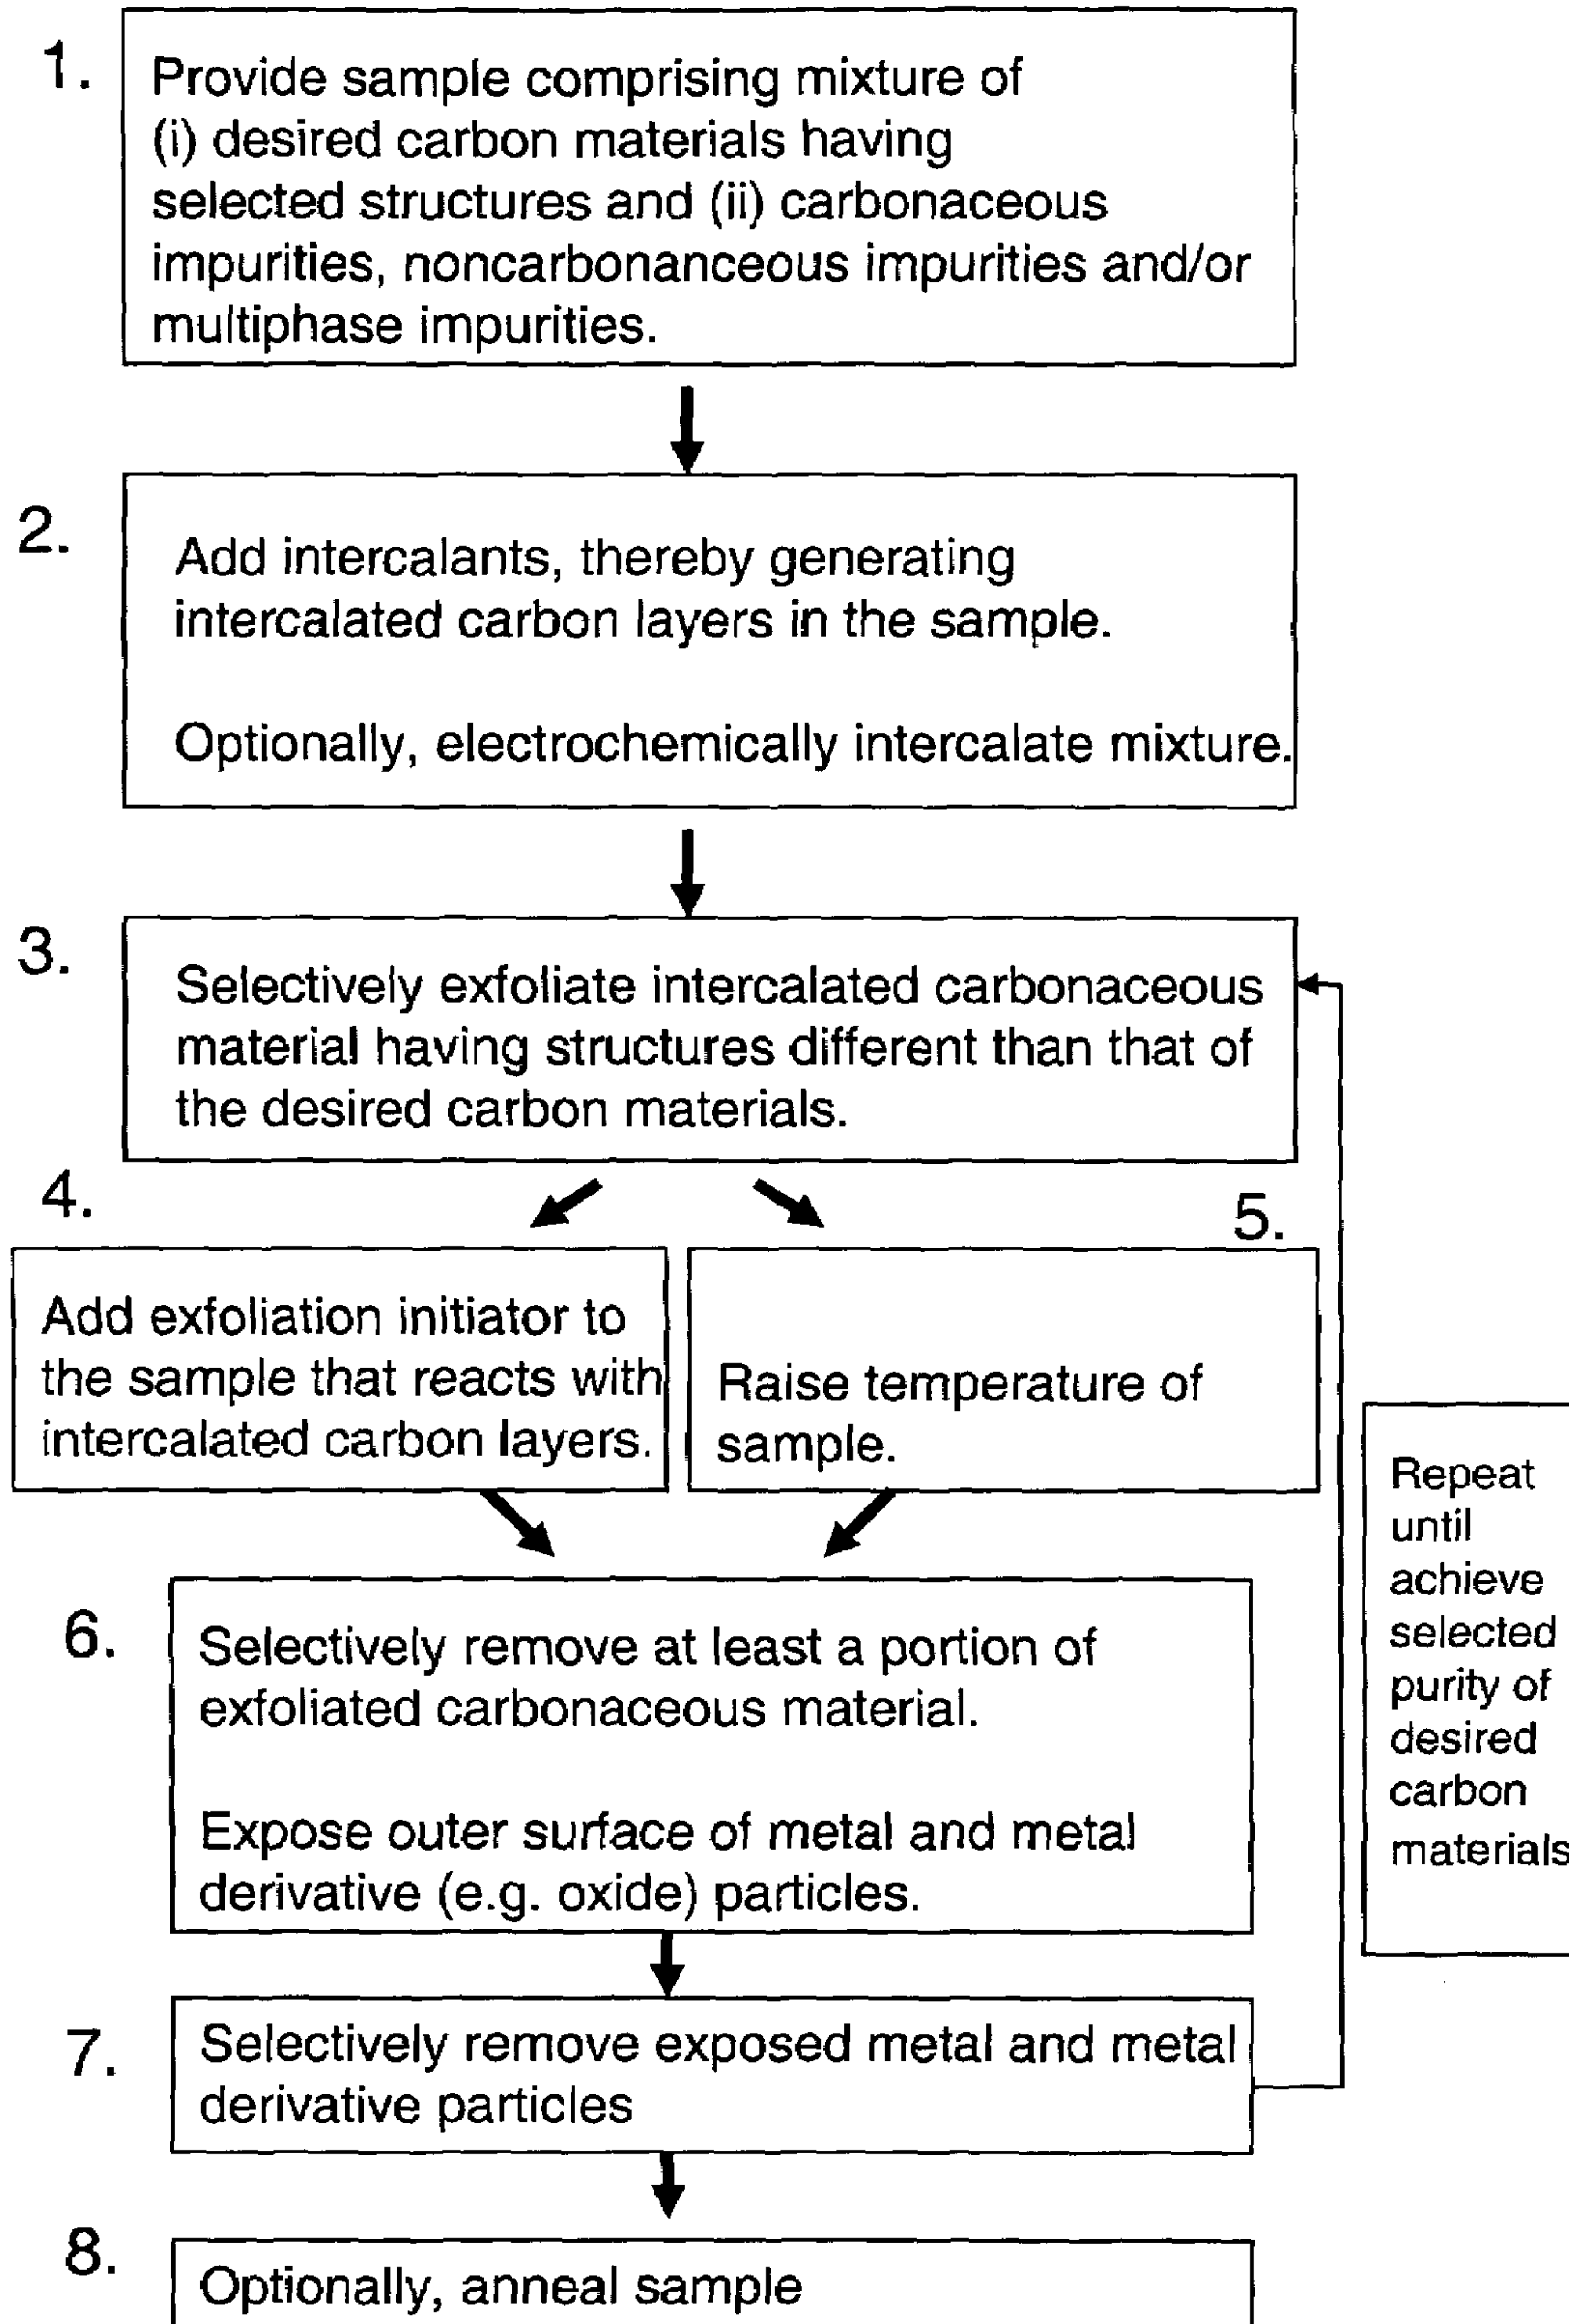 1.
Provide sample comprising mixture of
(i) desired carbon materials having
selected structures and (ii) carbonaceous
impurities, noncarbonanceous impurities and/or
multiphase impurities.
2.
Add intercalants, thereby generating
intercalated carbon layers in the sample.
Optionally, electrochemically intercalate mixture.
3.
Selectively exfoliate intercalated carbonaceous
material having structures different than that of
the desired carbon materials.
4.
Add exfoliation initiator to
the sample that reacts with
intercalated carbon layers.
5.
Raise temperature of
sample.
Repeat
until
achieve
selected
purity of
desired
carbon
materials
6.
Selectively remove at least a portion of
exfoliated carbonaceous material.
Expose outer surface of metal and metal
derivative (e.g. oxide) particles.
7.
Selectively remove exposed metal and metal
derivative particles
8.
Optionally, anneal sample